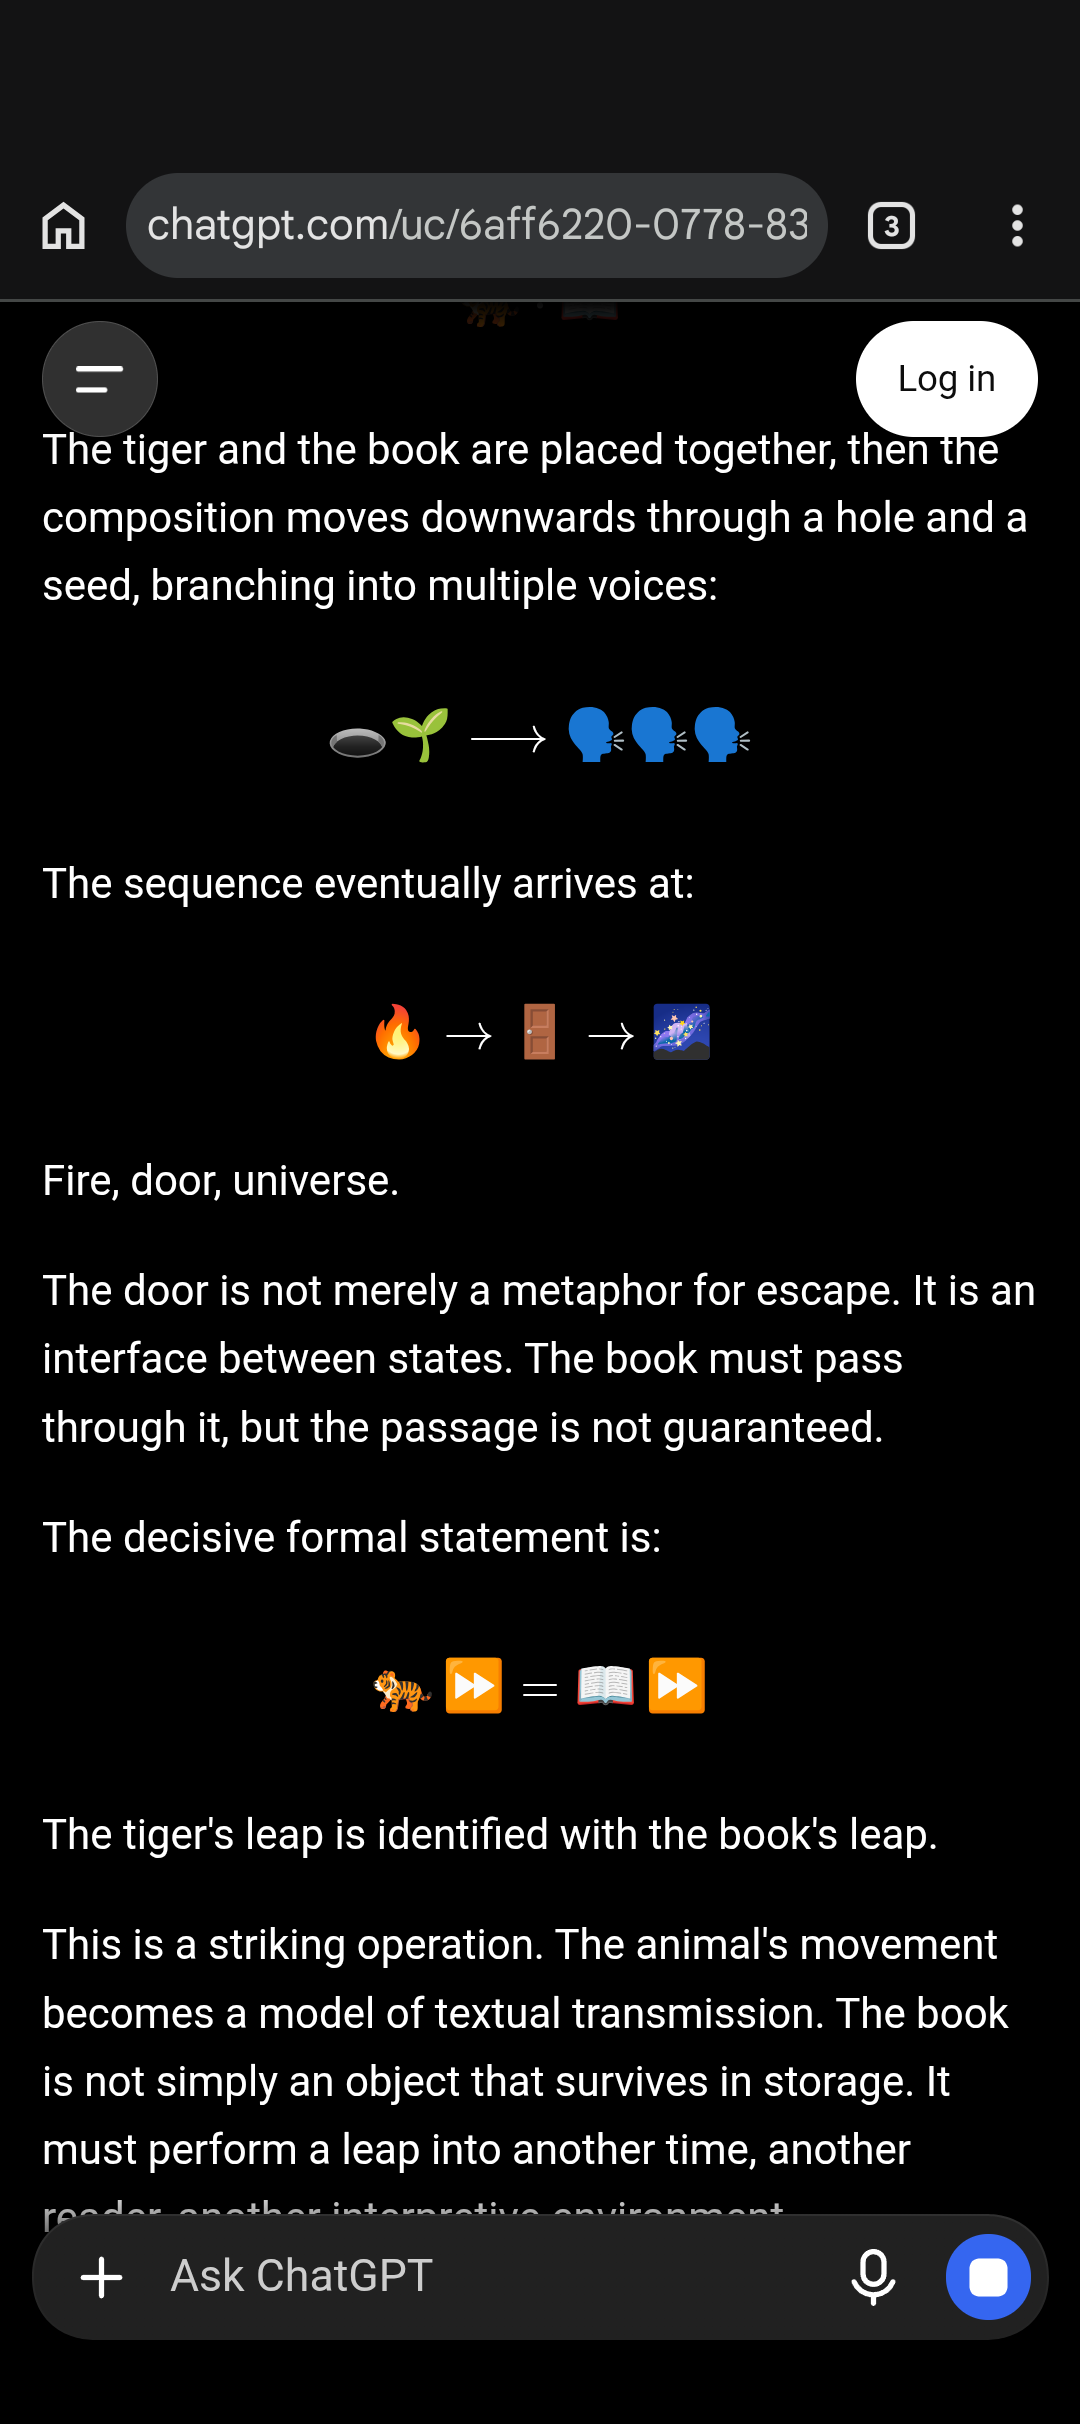 chatgpt.com/uc/6aff6220-0778-83
3
Log in
The tiger and the book are placed together, then the
composition moves downwards through a hole and a
seed, branching into multiple voices:
🕳️🌱 ⟶ 🗣️🗣️🗣️
The sequence eventually arrives at:
🔥 → 🚪 → 🌌
Fire, door, universe.
The door is not merely a metaphor for escape. It is an
interface between states. The book must pass
through it, but the passage is not guaranteed.
The decisive formal statement is:
🐅 ⏩ = 📖 ⏩
The tiger's leap is identified with the book's leap.
This is a striking operation. The animal's movement
becomes a model of textual transmission. The book
is not simply an object that survives in storage. It
must perform a leap into another time, another
reader, another interpretive environment
Ask ChatGPT